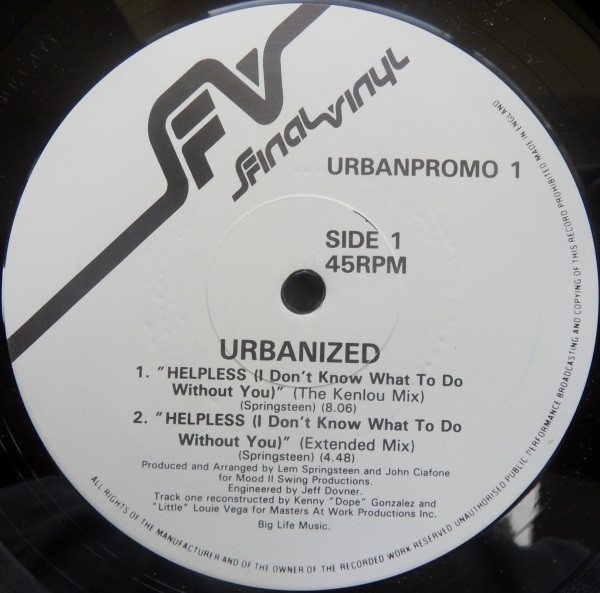 FV
Final Vinyl
URBANPROMO 1
SIDE 1
45RPM
URBANIZED
1. "HELPLESS (I Don't Know What To Do
Without You)" (The Kenlou Mix)
(Springsteen) (8.06)
2. "HELPLESS (I Don't Know What To Do
Without You)" (Extended Mix)
(Springsteen) (4.48)
Produced and Arranged by Lem Springsteen and John Ciafone
for Mood II Swing Productions.
Engineered by Jeff Dovner.
Track one reconstructed by Kenny "Dope" Gonzalez and
"Little" Louie Vega for Masters At Work Productions Inc.
Big Life Music.
ALL RIGHTS OF THE MANUFACTURER AND OF THE OWNER OF THE RECORDED WORK RESERVED UNAUTHORISED PUBLIC PERFORMANCE BROADCASTING AND COPYING OF THIS RECORD PROHIBITED MADE IN ENGLAND